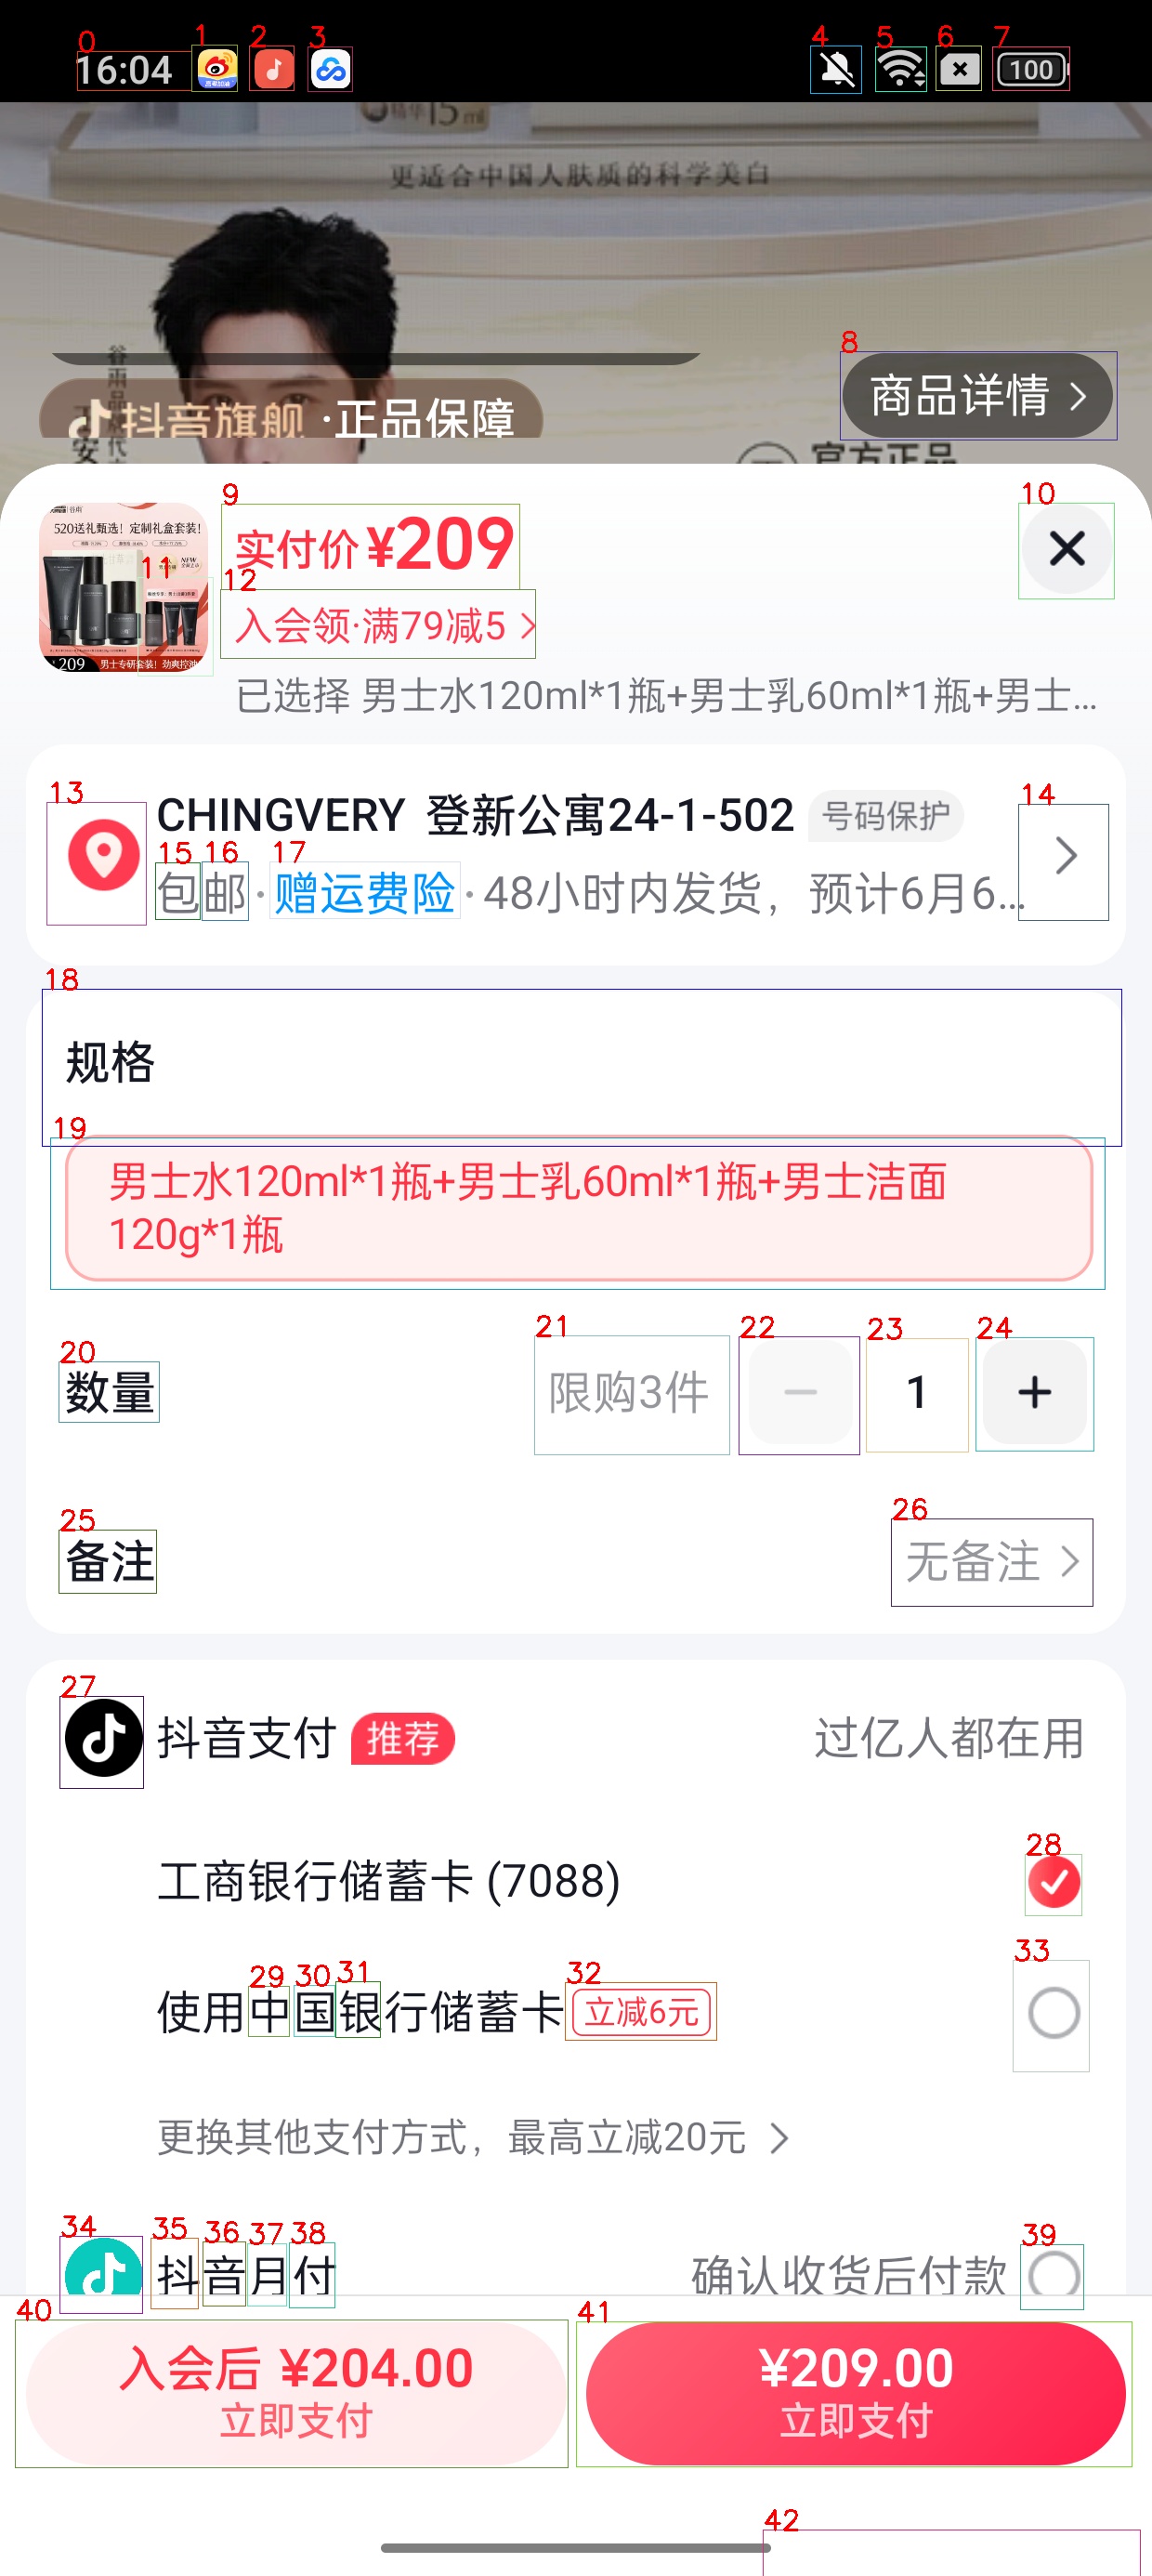 16:04
100
精华15ml
更适合中国人肤质的科学美白
商品详情
抖音旗舰·正品保障
官方正品
520送礼甄选！定制礼盒套装！
209 男士专研套装！劲爽控油
实付价 ¥209
入会领·满79减5
已选择 男士水120ml*1瓶+男士乳60ml*1瓶+男士...
CHINGVERY 登新公寓24-1-502 号码保护
包邮·赠运费险·48小时内发货，预计6月6...
规格
男士水120ml*1瓶+男士乳60ml*1瓶+男士洁面
120g*1瓶
数量 限购3件 1
备注 无备注
抖音支付 推荐 过亿人都在用
工商银行储蓄卡 (7088)
使用中国银行储蓄卡 立减6元
更换其他支付方式，最高立减20元
抖音月付 确认收货后付款
入会后 ¥204.00
立即支付
¥209.00
立即支付
0
1
2
3
4
5
6
7
8
9
10
11
12
13
14
15
16
17
18
19
20
21
22
23
24
25
26
27
28
29
30
31
32
33
34
35
36
37
38
39
40
41
42